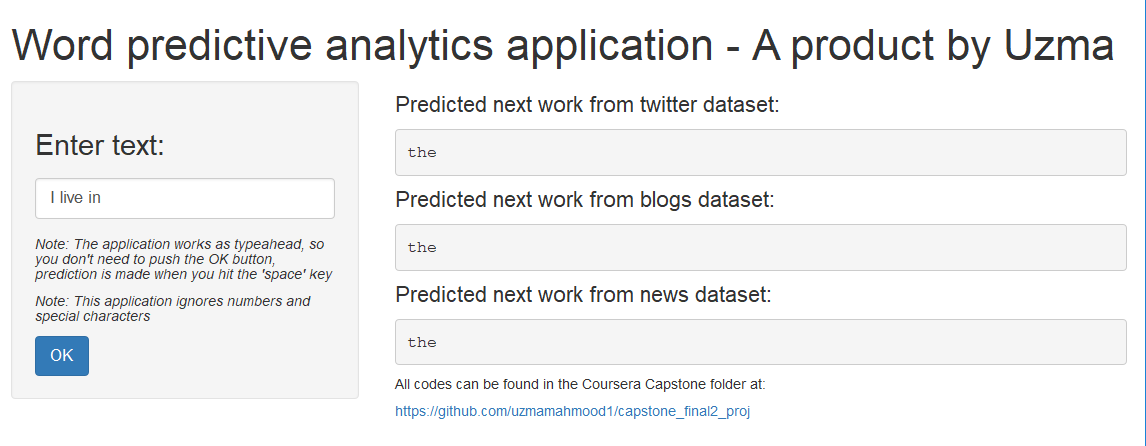 Word predictive analytics application - A product by Uzma
Enter text:
I live in
Note: The application works as typeahead, so
you don't need to push the OK button,
prediction is made when you hit the 'space' key
Note: This application ignores numbers and
special characters
OK
Predicted next work from twitter dataset:
the
Predicted next work from blogs dataset:
the
Predicted next work from news dataset:
the
All codes can be found in the Coursera Capstone folder at:
https://github.com/uzmamahmood1/capstone_final2_proj